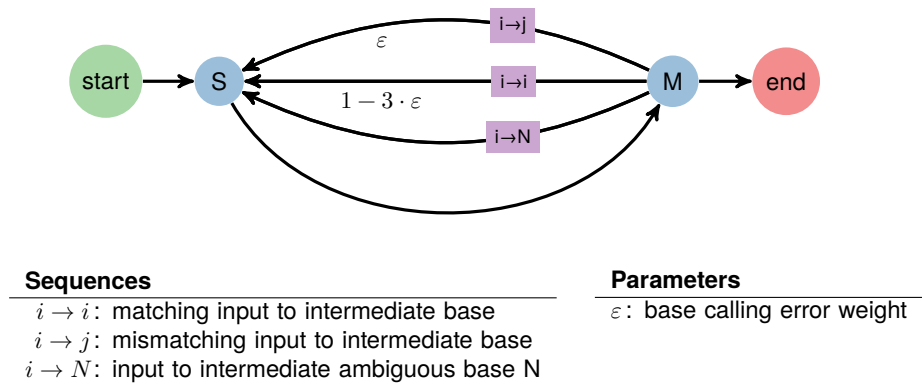 i→j
ε
start
S
i→i
M
end
1 − 3 · ε
i→N
Sequences
i → i: matching input to intermediate base
i → j: mismatching input to intermediate base
i → N: input to intermediate ambiguous base N
Parameters
ε: base calling error weight